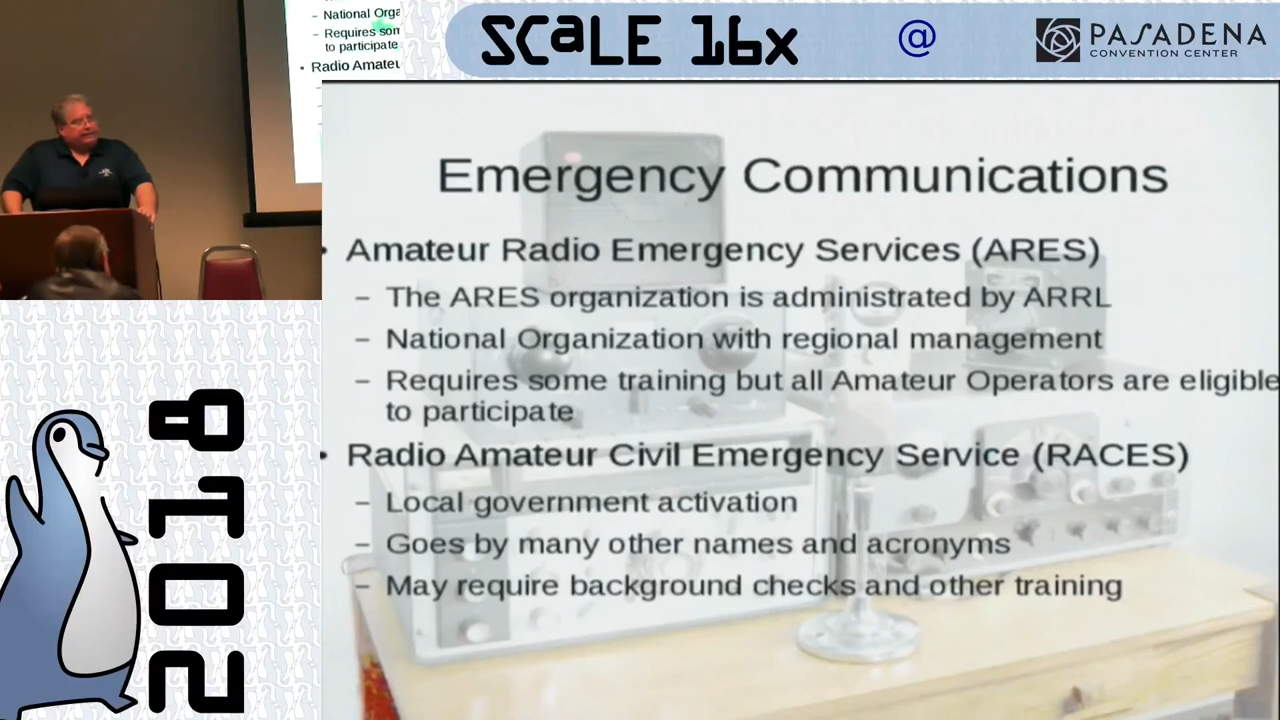 National Orga
Requires som
to participate
Radio Amateu
SCaLE 16x
@
PASADENA
CONVENTION CENTER
Emergency Communications
• Amateur Radio Emergency Services (ARES)
– The ARES organization is administrated by ARRL
– National Organization with regional management
– Requires some training but all Amateur Operators are eligible
to participate
• Radio Amateur Civil Emergency Service (RACES)
– Local government activation
– Goes by many other names and acronyms
– May require background checks and other training
2018